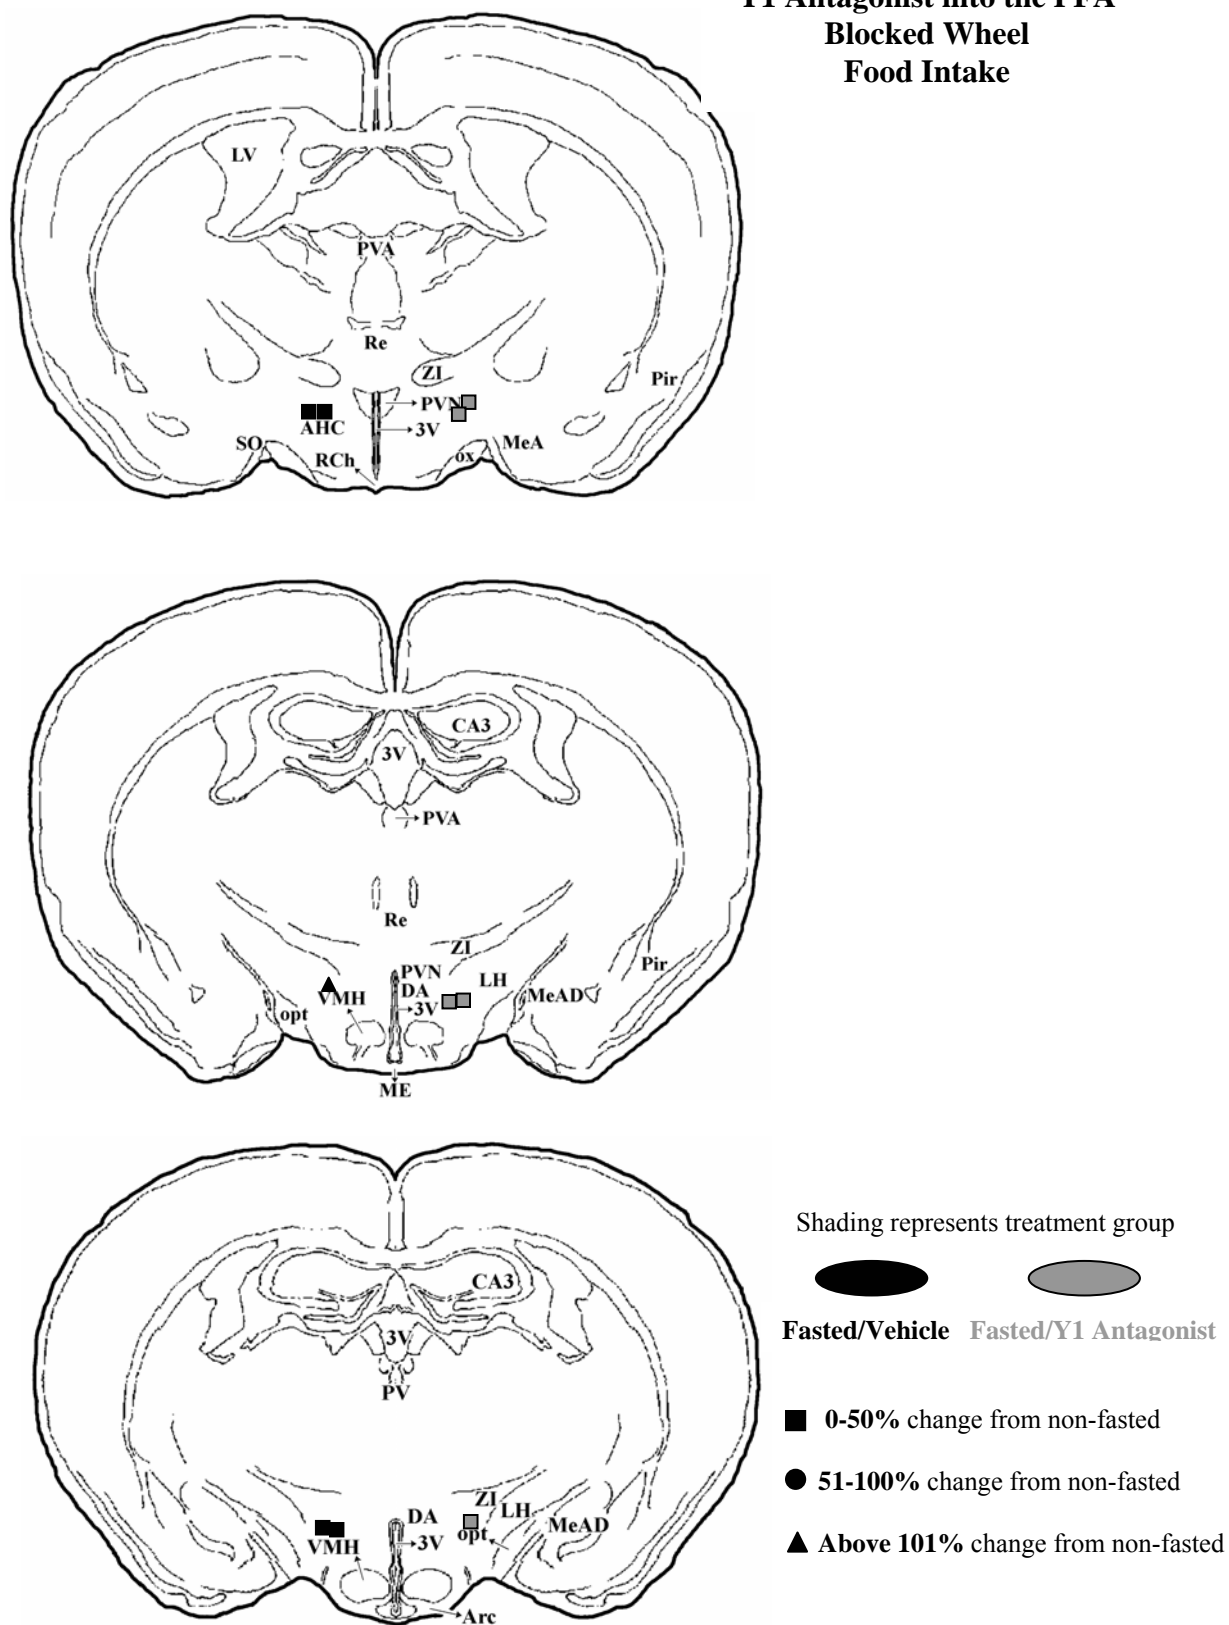 Antagonist into the
Blocked Wheel
Food Intake
LV
PVA
Re
ZI
Pir
PVN
AHC
3V
SO
MeA
RCh
ox
CA3
3V
PVA
Re
ZI
Pir
PVN
LH
DA
VMH
MeAD
3V
opt
ME
Shading represents treatment group
CA3
Fasted/Vehicle Fasted/Y1 Antagonist
3V
PV
0-50% change from non-fasted
51-100% change from non-fasted
ZI
LH
DA
MeAD
opt
3V
VMH
Above 101% change from non-fasted
Arc